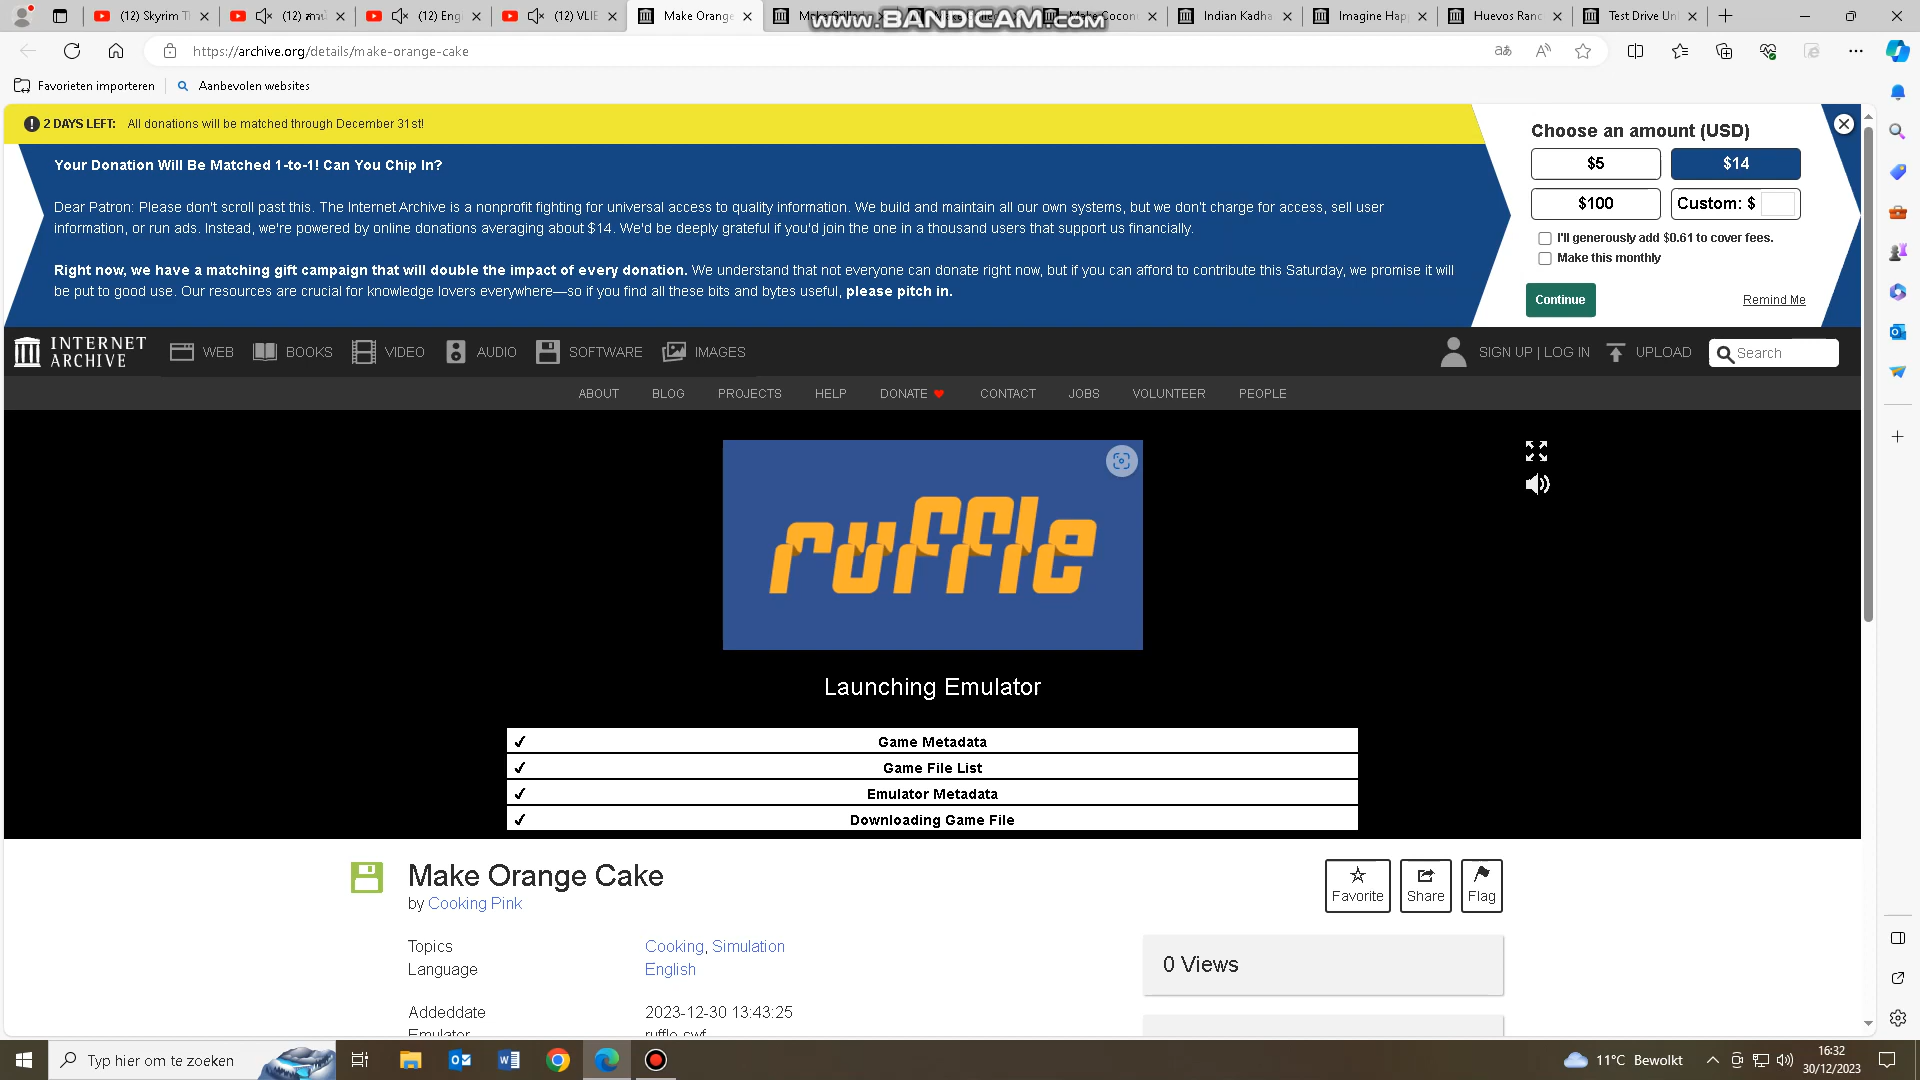 (12) Skyrim Th
(12)
(12) Eng
(12) VLIE
Make Orange
Make Grilled
Make Cocon
Indian Kadha
Imagine Hap
Huevos Ranc
Test Drive Unl
www.BANDICAM.com
https://archive.org/details/make-orange-cake
Favorieten importeren
Aanbevolen websites
2 DAYS LEFT: All donations will be matched through December 31st!
Your Donation Will Be Matched 1-to-1! Can You Chip In?
Dear Patron: Please don't scroll past this. The Internet Archive is a nonprofit fighting for universal access to quality information. We build and maintain all our own systems, but we don't charge for access, sell user
information, or run ads. Instead, we're powered by online donations averaging about $14. We'd be deeply grateful if you'd join the one in a thousand users that support us financially.
Right now, we have a matching gift campaign that will double the impact of every donation. We understand that not everyone can donate right now, but if you can afford to contribute this Saturday, we promise it will
be put to good use. Our resources are crucial for knowledge lovers everywhere—so if you find all these bits and bytes useful, please pitch in.
Choose an amount (USD)
$5
$14
$100
Custom: $
I'll generously add $0.61 to cover fees.
Make this monthly
Continue
Remind Me
INTERNET
ARCHIVE
WEB
BOOKS
VIDEO
AUDIO
SOFTWARE
IMAGES
SIGN UP | LOG IN
UPLOAD
Search
ABOUT
BLOG
PROJECTS
HELP
DONATE
CONTACT
JOBS
VOLUNTEER
PEOPLE
ruffle
Launching Emulator
✓ Game Metadata
✓ Game File List
✓ Emulator Metadata
✓ Downloading Game File
Make Orange Cake
by Cooking Pink
Favorite
Share
Flag
Topics Cooking, Simulation
Language English
0 Views
Addeddate 2023-12-30 13:43:25
Emulator ruffle-swf
Typ hier om te zoeken
11°C Bewolkt
16:32
30/12/2023